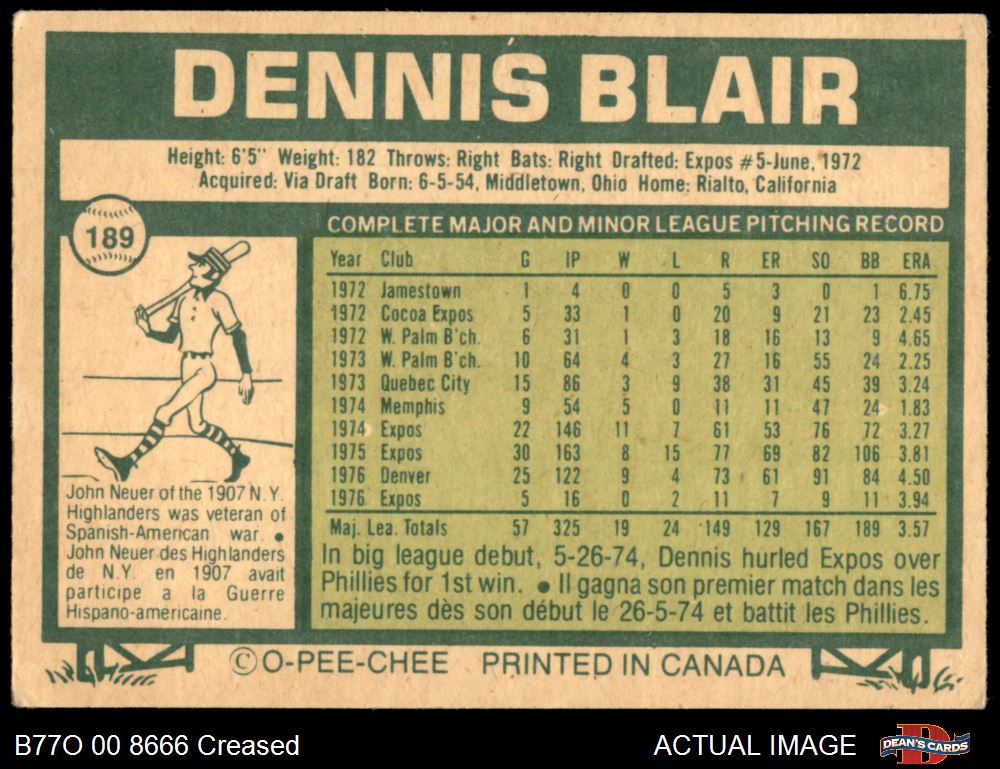 DENNIS BLAIR
Height: 6'5" Weight: 182 Throws: Right Bats: Right Drafted: Expos #5-June, 1972
Acquired: Via Draft Born: 6-5-54, Middletown, Ohio Home: Rialto, California
189
COMPLETE MAJOR AND MINOR LEAGUE PITCHING RECORD
Year Club G IP W L R ER SO BB ERA
1972 Jamestown 1 4 0 0 5 3 0 1 6.75
1972 Cocoa Expos 5 33 1 0 20 9 21 23 2.45
1972 W. Palm B'ch. 6 31 1 3 18 16 13 9 4.65
1973 W. Palm B'ch. 10 64 4 3 27 16 55 24 2.25
1973 Quebec City 15 86 3 9 38 31 45 39 3.24
1974 Memphis 9 54 5 0 11 11 47 24 1.83
1974 Expos 22 146 11 7 61 53 76 72 3.27
1975 Expos 30 163 8 15 77 69 82 106 3.81
1976 Denver 25 122 9 4 73 61 91 84 4.50
1976 Expos 5 16 0 2 11 7 9 11 3.94
Maj. Lea. Totals 57 325 19 24 149 129 167 189 3.57
In big league debut, 5-26-74, Dennis hurled Expos over
Phillies for 1st win. ● Il gagna son premier match dans les
majeures dès son début le 26-5-74 et battit les Phillies.
John Neuer of the 1907 N.Y.
Highlanders was veteran of
Spanish-American war. ●
John Neuer des Highlanders
de N.Y. en 1907 avait
participe a la Guerre
Hispano-americaine.
© O-PEE-CHEE PRINTED IN CANADA
B77O 00 8666 Creased
ACTUAL IMAGE
D
DEAN'S CARDS